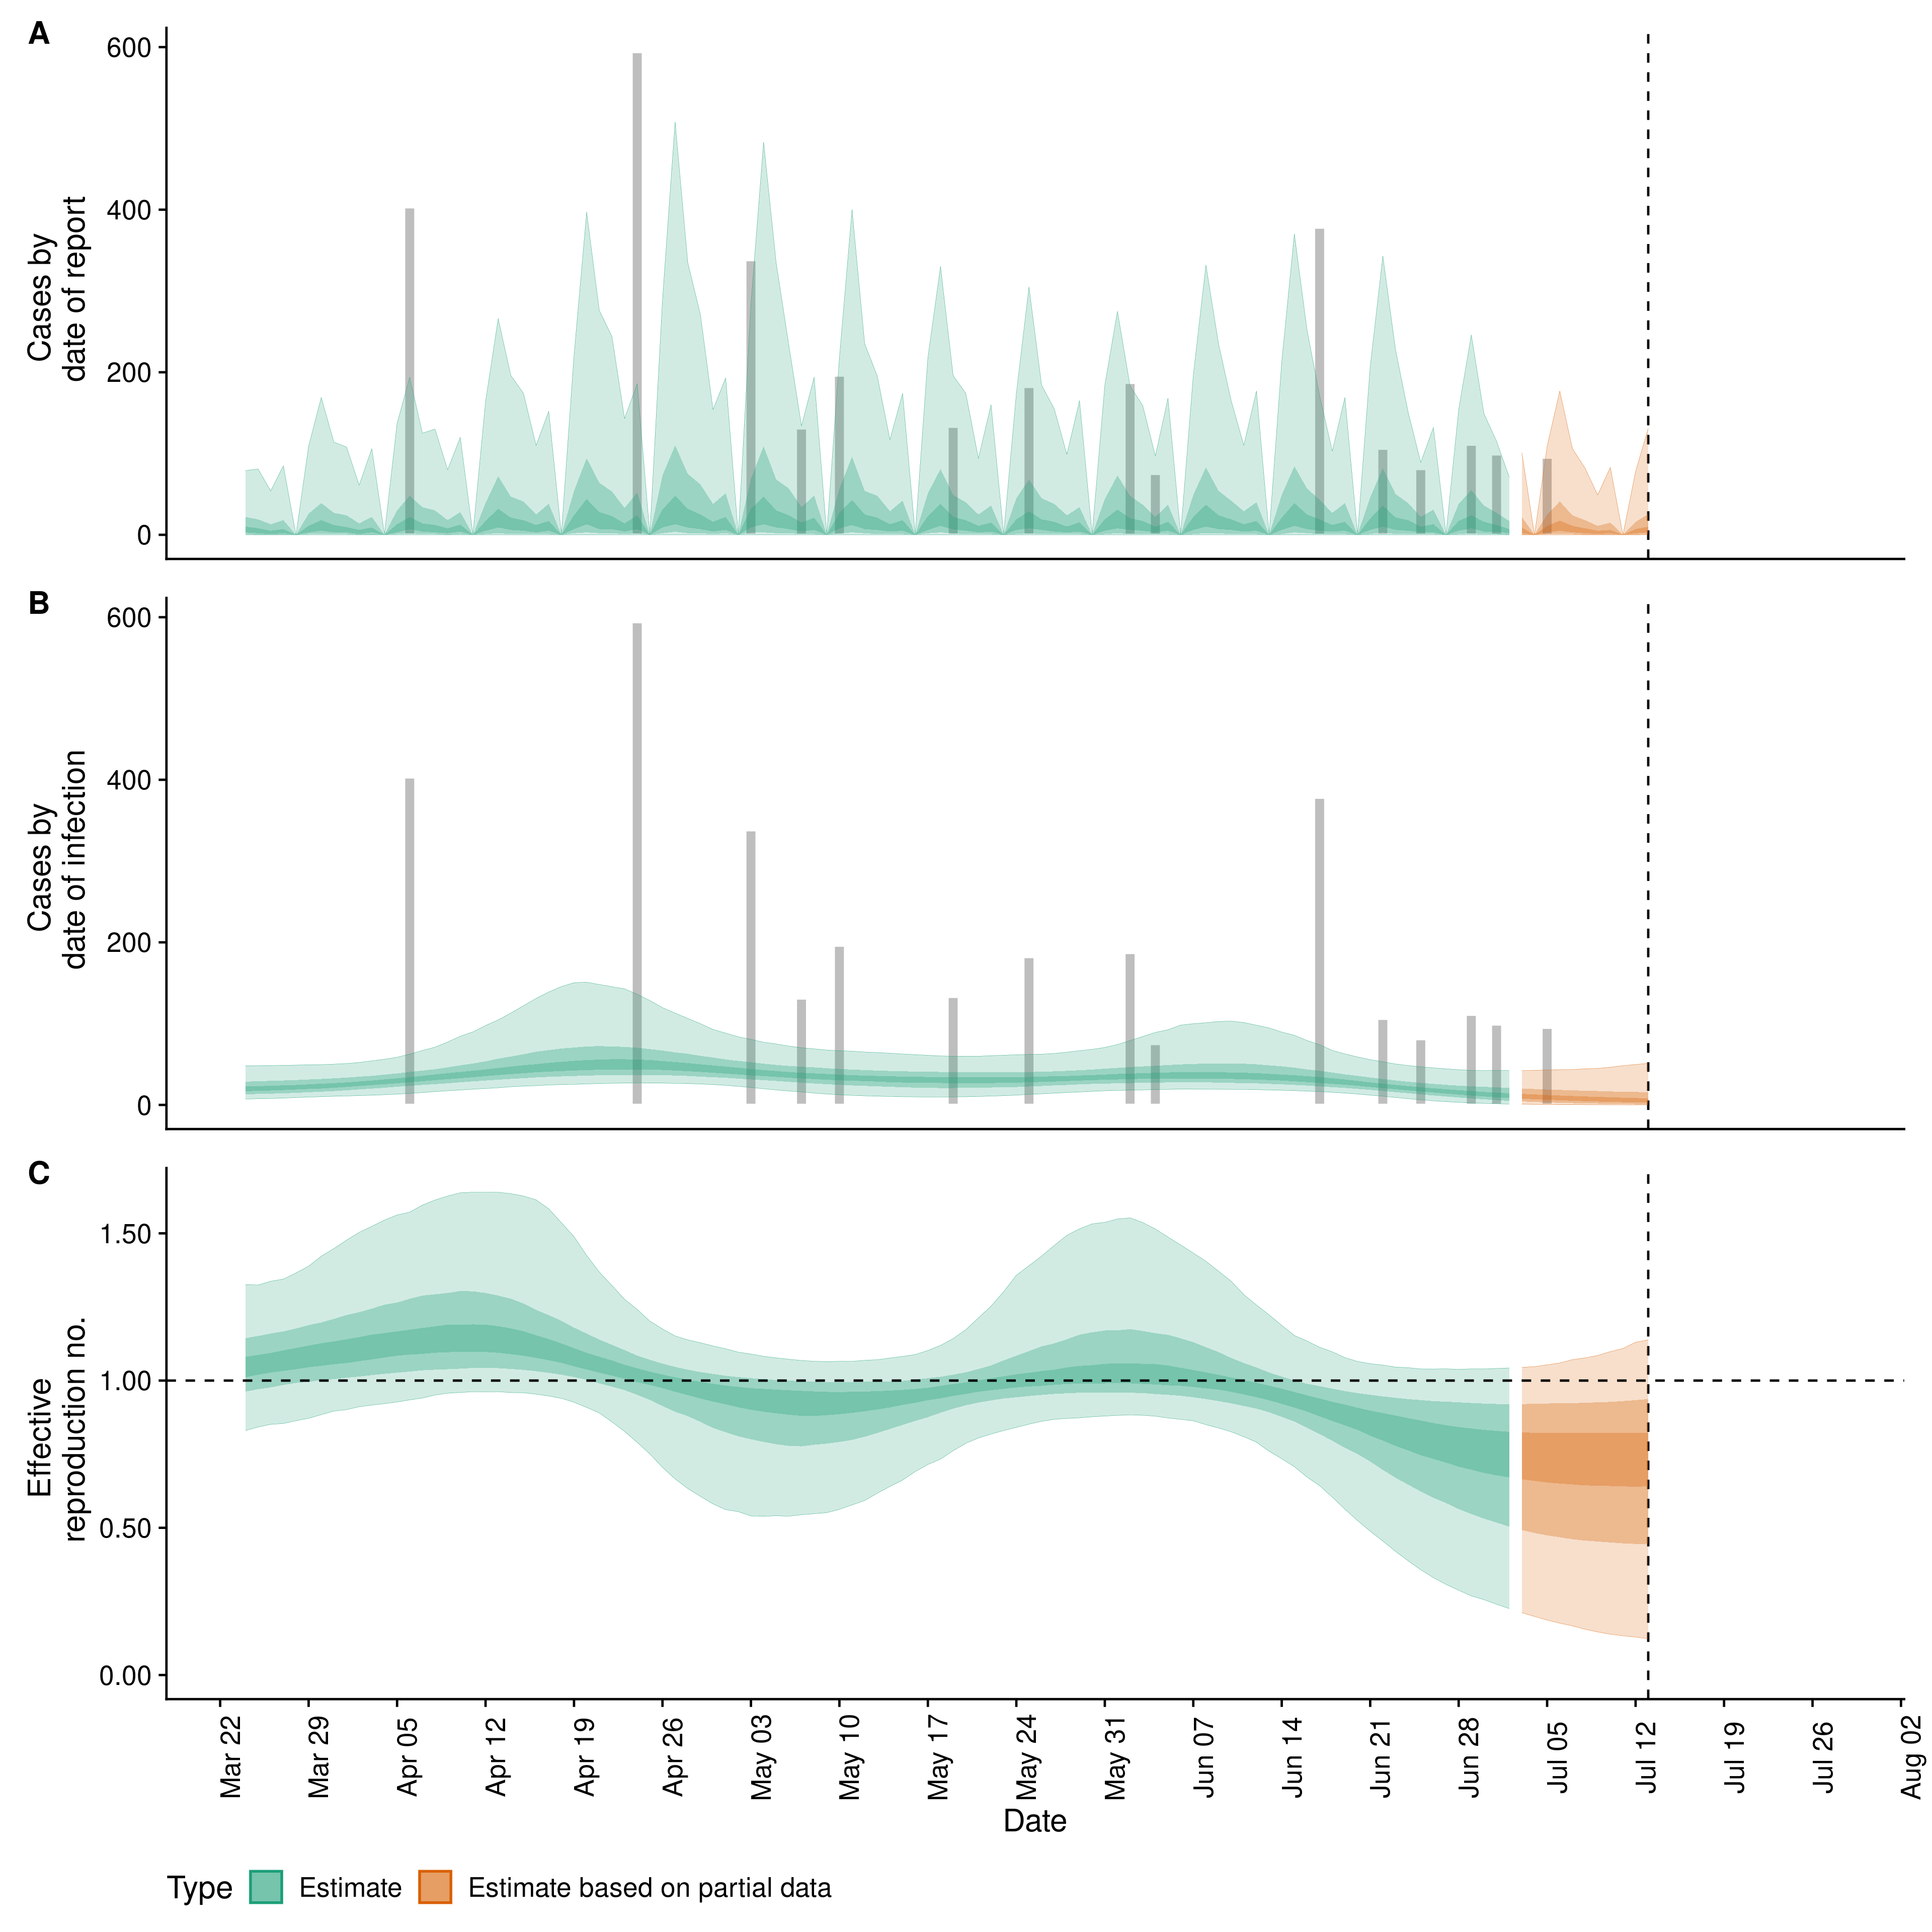 A
600
400
200
0
Cases by
date of report
B
600
400
200
0
Cases by
date of infection
C
1.50
1.00
0.50
0.00
Effective
reproduction no.
Mar 22
Mar 29
Apr 05
Apr 12
Apr 19
Apr 26
May 03
May 10
May 17
May 24
May 31
Jun 07
Jun 14
Jun 21
Jun 28
Jul 05
Jul 12
Jul 19
Jul 26
Aug 02
Date
Type Estimate Estimate based on partial data